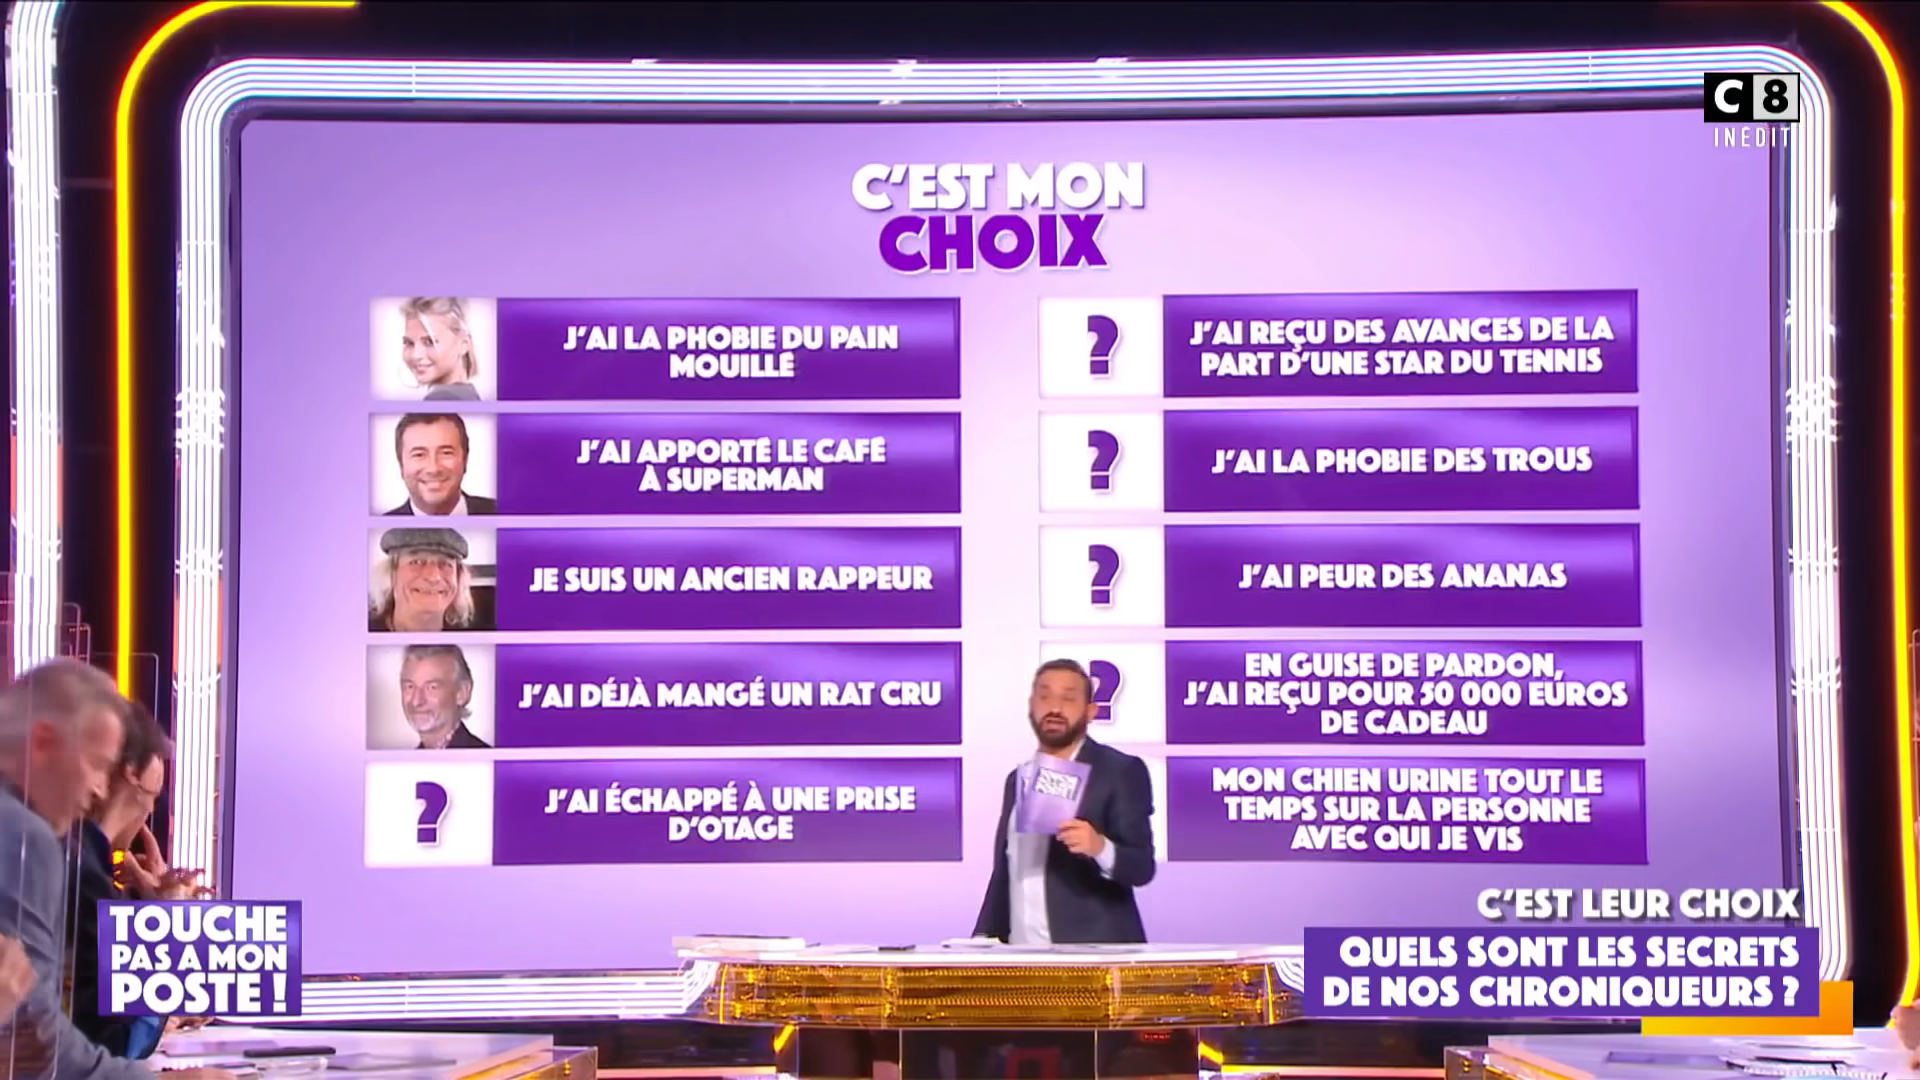 C8
INÉDIT
C'EST MON
CHOIX
J'AI LA PHOBIE DU PAIN
MOUILLÉ
J'AI APPORTÉ LE CAFÉ
À SUPERMAN
JE SUIS UN ANCIEN RAPPEUR
J'AI DÉJÀ MANGÉ UN RAT CRU
?
J'AI ÉCHAPPÉ À UNE PRISE
D'OTAGE
?
J'AI REÇU DES AVANCES DE LA
PART D'UNE STAR DU TENNIS
?
J'AI LA PHOBIE DES TROUS
?
J'AI PEUR DES ANANAS
?
EN GUISE DE PARDON,
J'AI REÇU POUR 50 000 EUROS
DE CADEAU
MON CHIEN URINE TOUT LE
TEMPS SUR LA PERSONNE
AVEC QUI JE VIS
TOUCHE
PAS A MON
POSTE !
C'EST LEUR CHOIX
QUELS SONT LES SECRETS
DE NOS CHRONIQUEURS ?